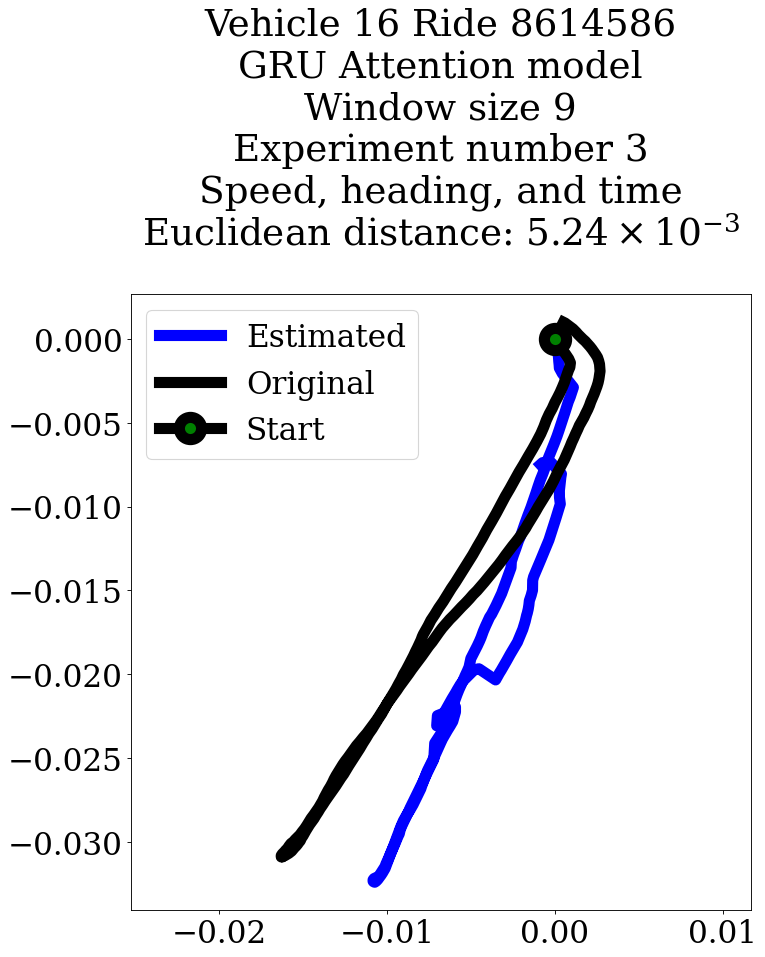 Vehicle 16 Ride 8614586
GRU Attention model
Window size 9
Experiment number 3
Speed, heading, and time
Euclidean distance: 5.24 × 10⁻³
Estimated
Original
Start
0.000
−0.005
−0.010
−0.015
−0.020
−0.025
−0.030
−0.02 −0.01 0.00 0.01